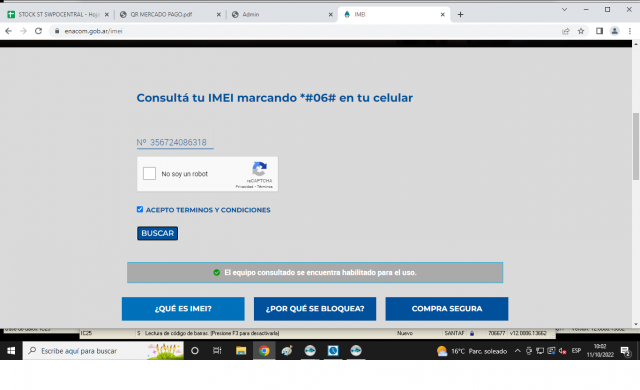 STOCK ST SWPOCENTRAL - Hoja
QR MERCADO PAGO.pdf
Admin
IMEI
enacom.gob.ar/imei
Consultá tu IMEI marcando *#06# en tu celular
Nº 356724086318
No soy un robot
reCAPTCHA
Privacidad - Términos
ACEPTO TERMINOS Y CONDICIONES
BUSCAR
El equipo consultado se encuentra habilitado para el uso.
¿QUÉ ES IMEI?
¿POR QUÉ SE BLOQUEA?
COMPRA SEGURA
IC25 S Lectura de código de barras. (Presione F3 para desactivarla) Nuevo SANTAF 706677 v12.0806.13662
Escribe aquí para buscar
16°C Parc. soleado
ESP
10:02
11/10/2022
2